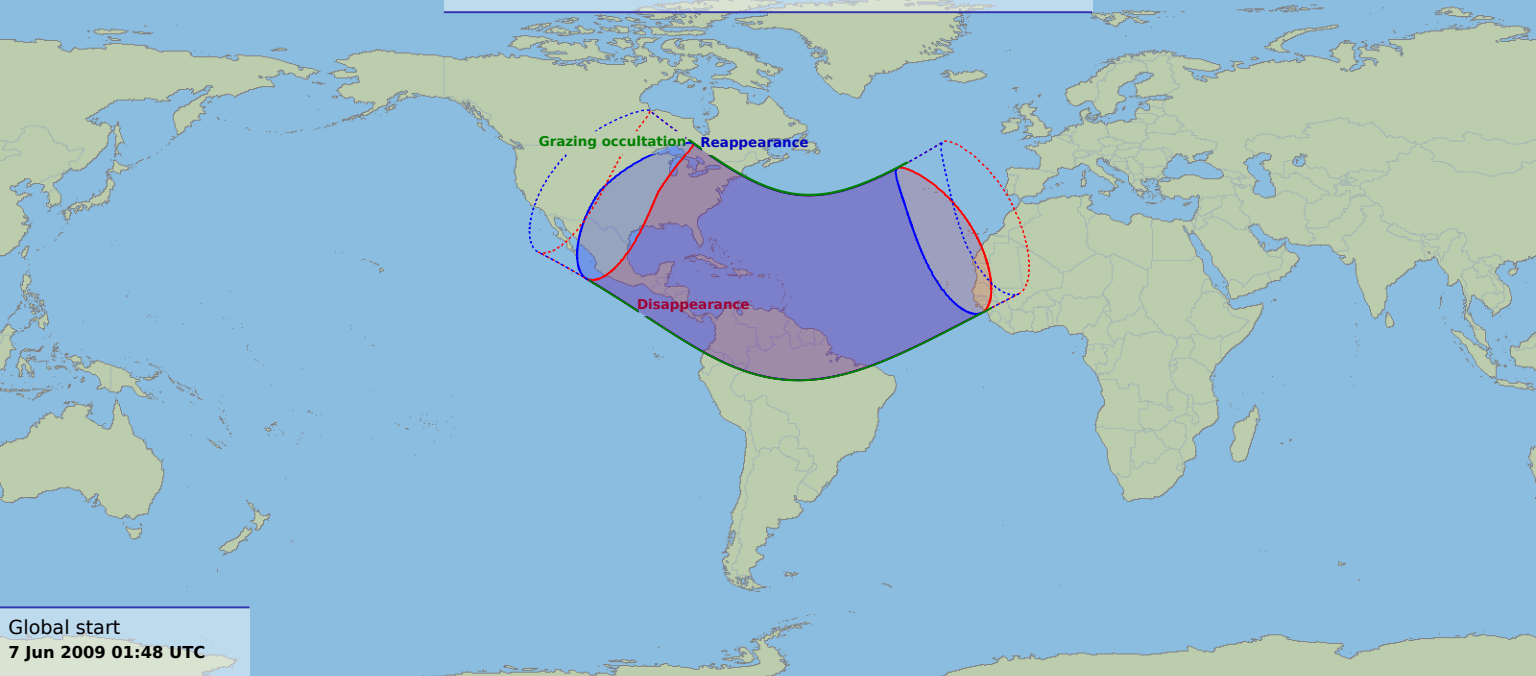 Grazing occultation
Reappearance
Disappearance
Global start
7 Jun 2009 01:48 UTC